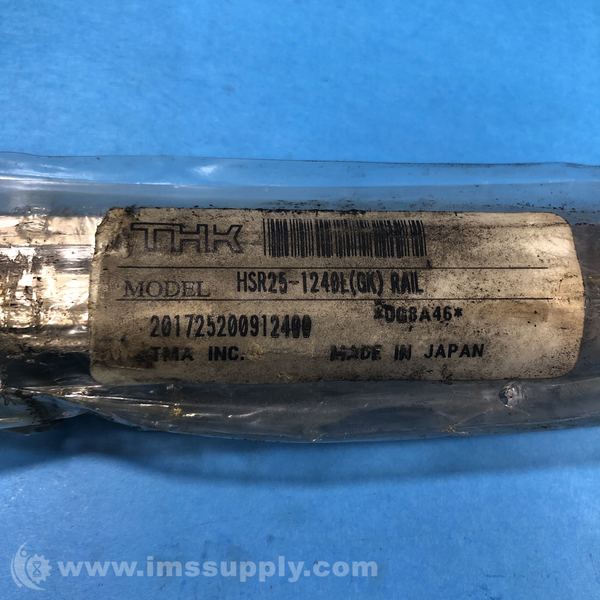 THK
MODEL HSR25-1240L(GK) RAIL
201725200912400 *DG8A46*
TMA INC. MADE IN JAPAN
www.imssupply.com